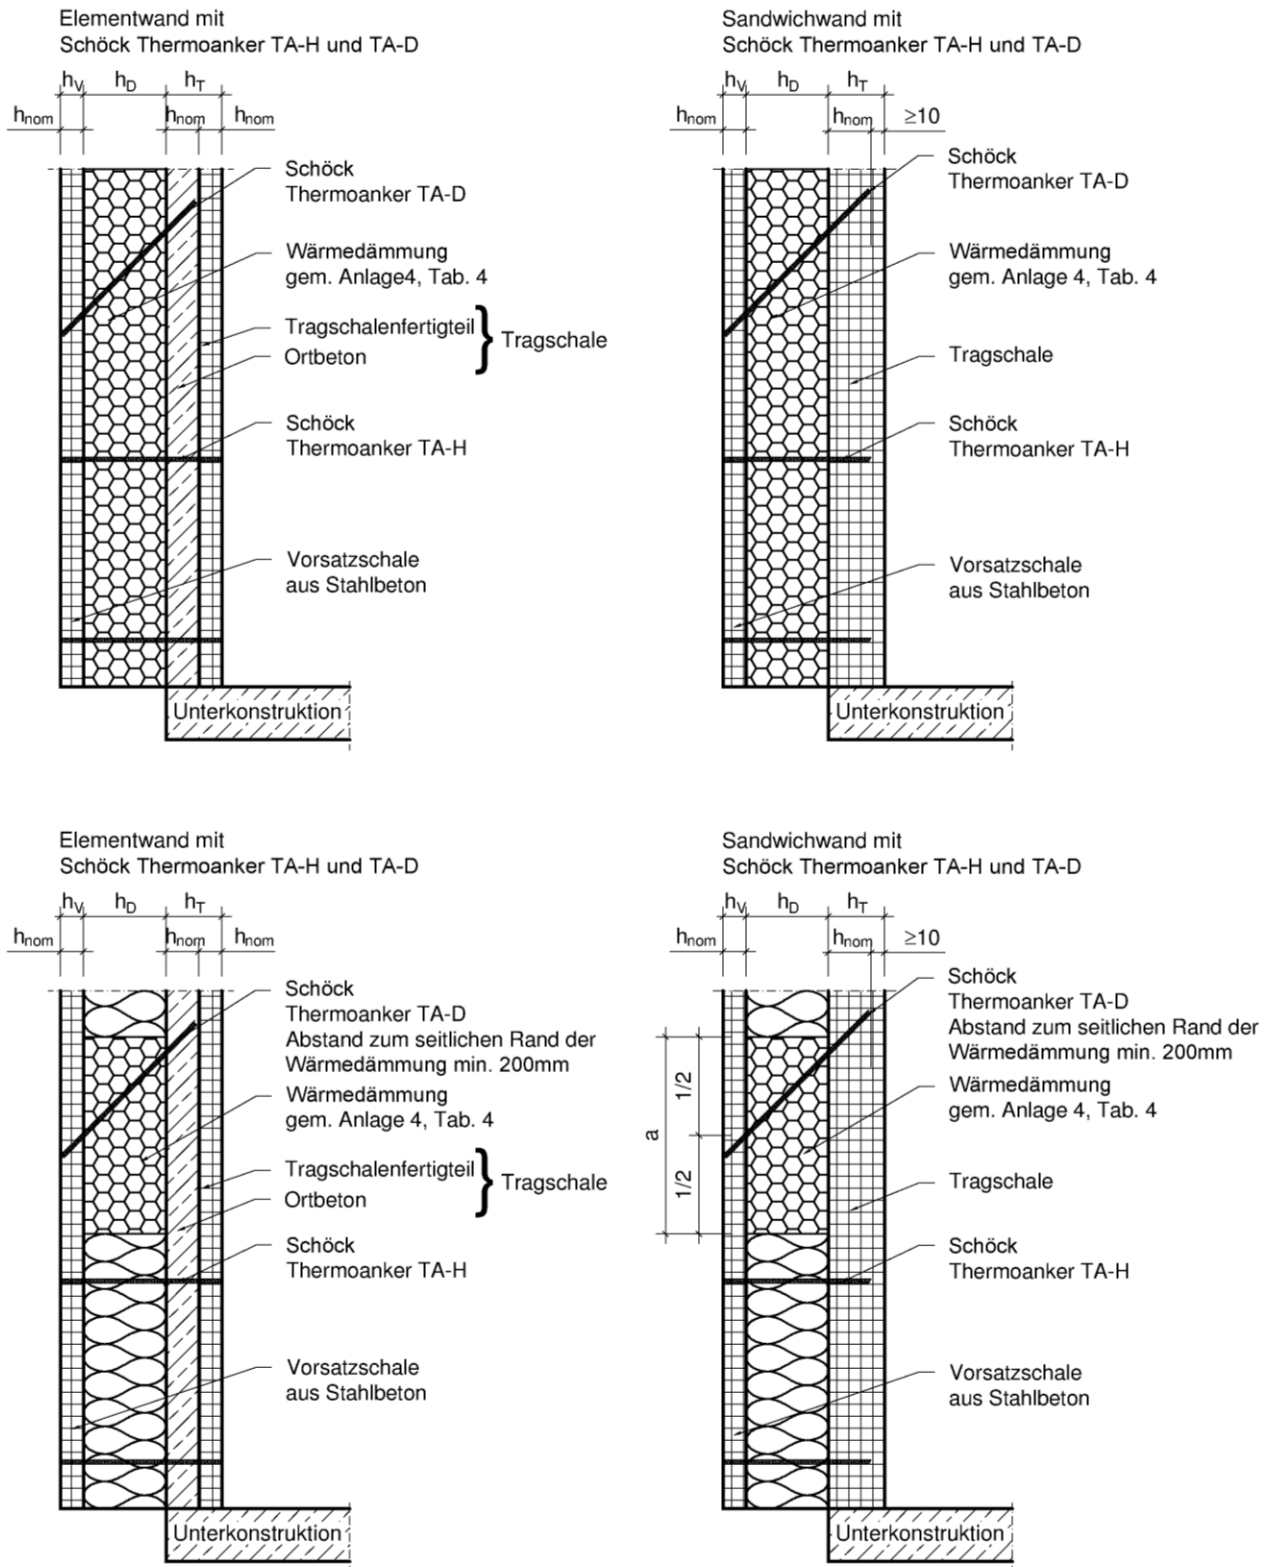 Elementwand mit
Schöck Thermoanker TA-H und TA-D
hV hD hT
hnom hnom hnom
Schöck
Thermoanker TA-D
Wärmedämmung
gem. Anlage4, Tab. 4
Tragschalenfertigteil
Ortbeton
} Tragschale
Schöck
Thermoanker TA-H
Vorsatzschale
aus Stahlbeton
Unterkonstruktion
Sandwichwand mit
Schöck Thermoanker TA-H und TA-D
hV hD hT
hnom hnom ≥10
Schöck
Thermoanker TA-D
Wärmedämmung
gem. Anlage 4, Tab. 4
Tragschale
Schöck
Thermoanker TA-H
Vorsatzschale
aus Stahlbeton
Unterkonstruktion
Elementwand mit
Schöck Thermoanker TA-H und TA-D
hV hD hT
hnom hnom hnom
Schöck
Thermoanker TA-D
Abstand zum seitlichen Rand der
Wärmedämmung min. 200mm
Wärmedämmung
gem. Anlage 4, Tab. 4
Tragschalenfertigteil
Ortbeton
} Tragschale
Schöck
Thermoanker TA-H
Vorsatzschale
aus Stahlbeton
Unterkonstruktion
Sandwichwand mit
Schöck Thermoanker TA-H und TA-D
hV hD hT
hnom hnom ≥10
Schöck
Thermoanker TA-D
Abstand zum seitlichen Rand der
Wärmedämmung min. 200mm
a
1/2
1/2
Wärmedämmung
gem. Anlage 4, Tab. 4
Tragschale
Schöck
Thermoanker TA-H
Vorsatzschale
aus Stahlbeton
Unterkonstruktion